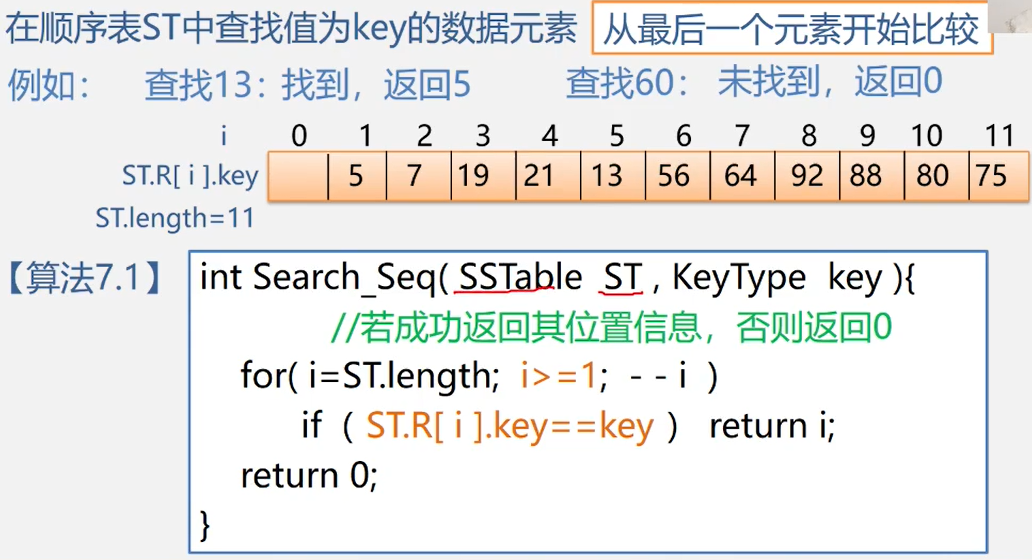 在顺序表ST中查找值为key的数据元素 从最后一个元素开始比较
例如： 查找13：找到，返回5 查找60： 未找到，返回0
i 0 1 2 3 4 5 6 7 8 9 10 11
ST.R[ i ].key 5 7 19 21 13 56 64 92 88 80 75
ST.length=11
【算法7.1】 int Search_Seq( SSTable ST , KeyType key ){
//若成功返回其位置信息，否则返回0
for( i=ST.length; i>=1; - - i )
if ( ST.R[ i ].key==key ) return i;
return 0;
}